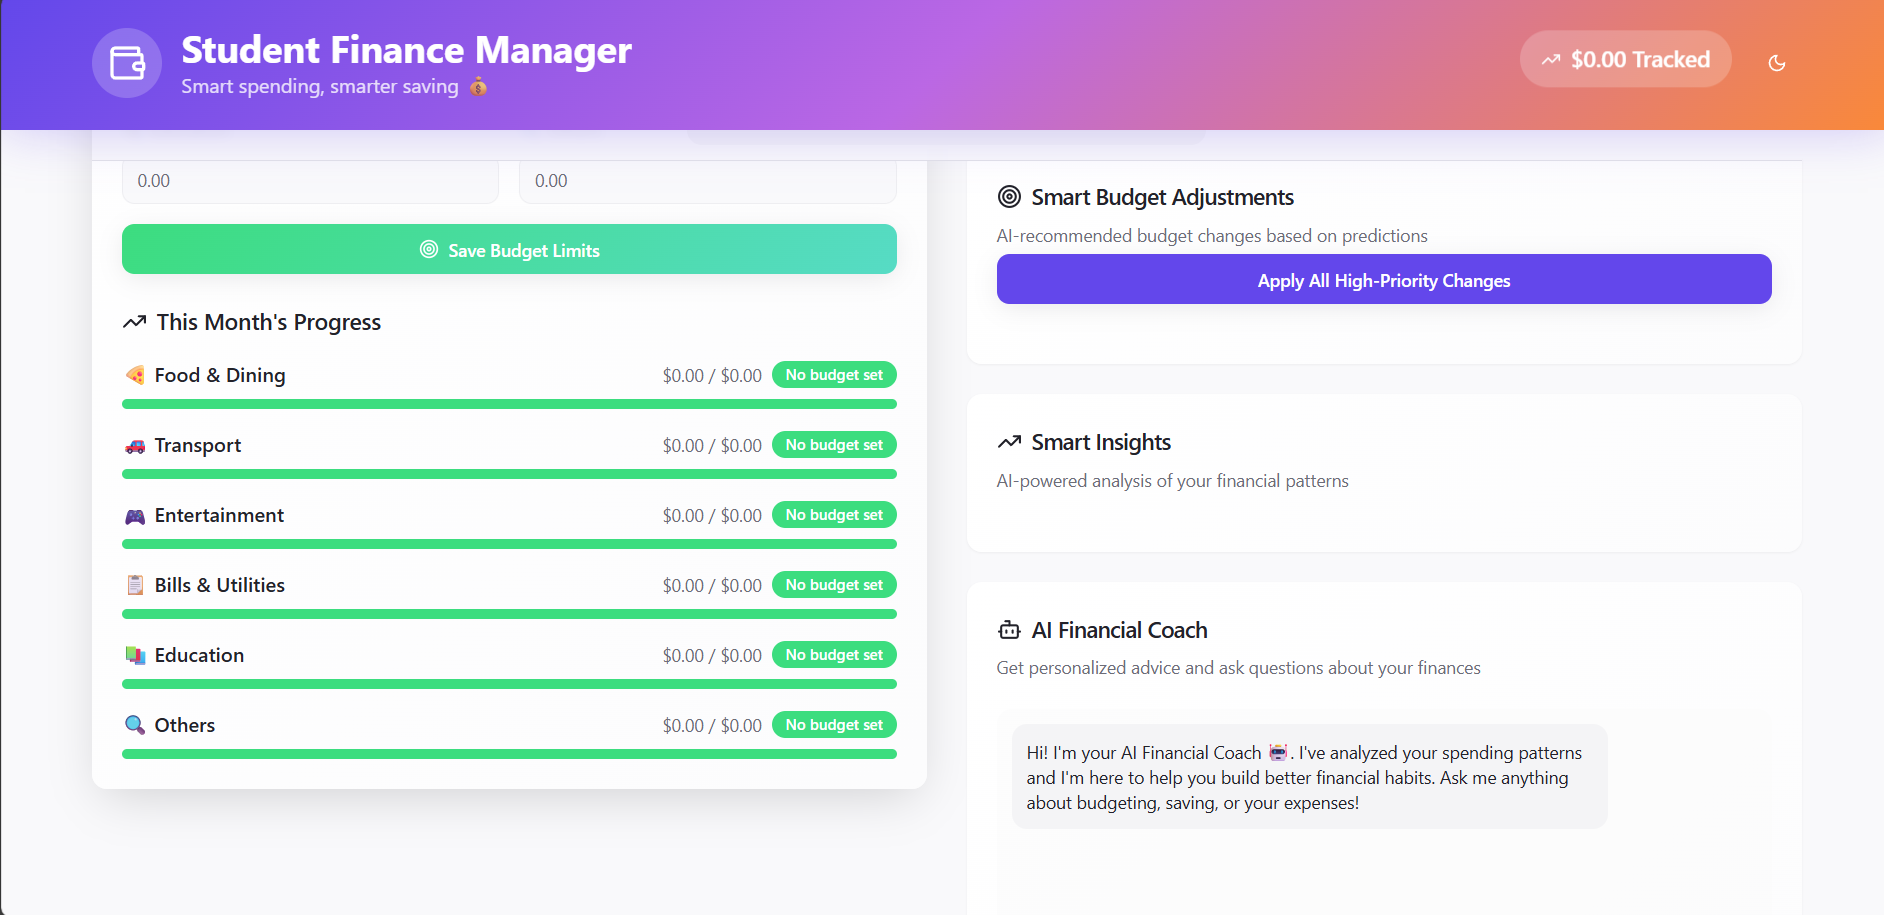 Student Finance Manager
Smart spending, smarter saving 💰
$0.00 Tracked
0.00
0.00
Save Budget Limits
This Month's Progress
🍕 Food & Dining $0.00 / $0.00 No budget set
🚗 Transport $0.00 / $0.00 No budget set
🎮 Entertainment $0.00 / $0.00 No budget set
📋 Bills & Utilities $0.00 / $0.00 No budget set
📚 Education $0.00 / $0.00 No budget set
🔍 Others $0.00 / $0.00 No budget set
Smart Budget Adjustments
AI-recommended budget changes based on predictions
Apply All High-Priority Changes
Smart Insights
AI-powered analysis of your financial patterns
AI Financial Coach
Get personalized advice and ask questions about your finances
Hi! I'm your AI Financial Coach 🤖. I've analyzed your spending patterns
and I'm here to help you build better financial habits. Ask me anything
about budgeting, saving, or your expenses!